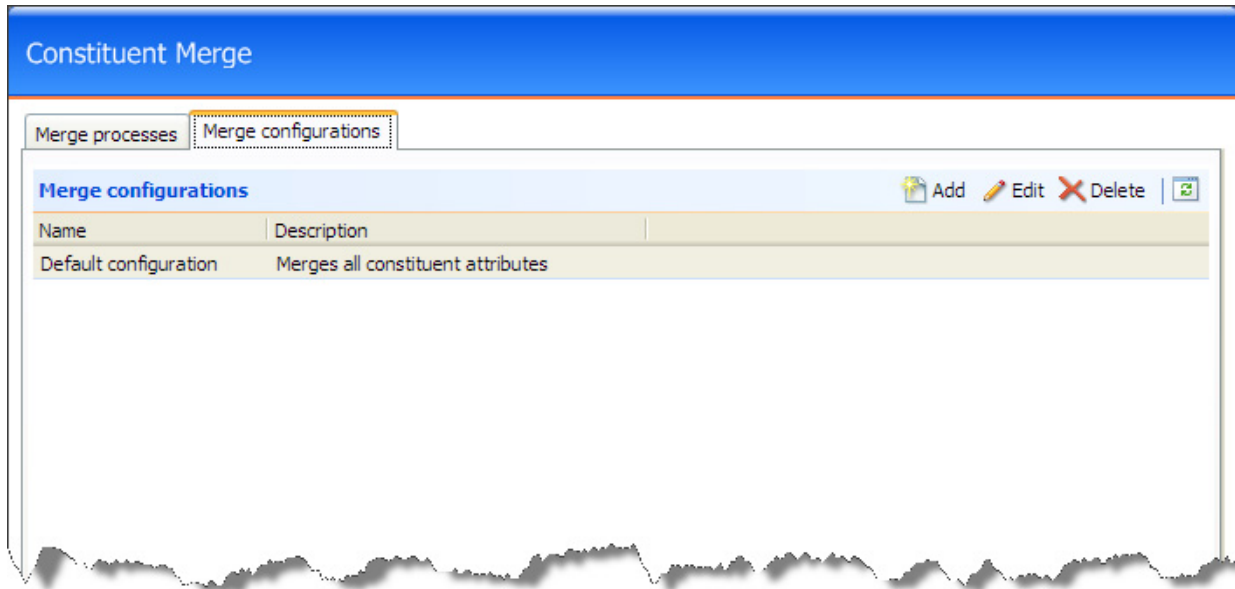 Constituent Merge
Merge processes Merge configurations
Merge configurations Add Edit Delete
Name Description
Default configuration Merges all constituent attributes